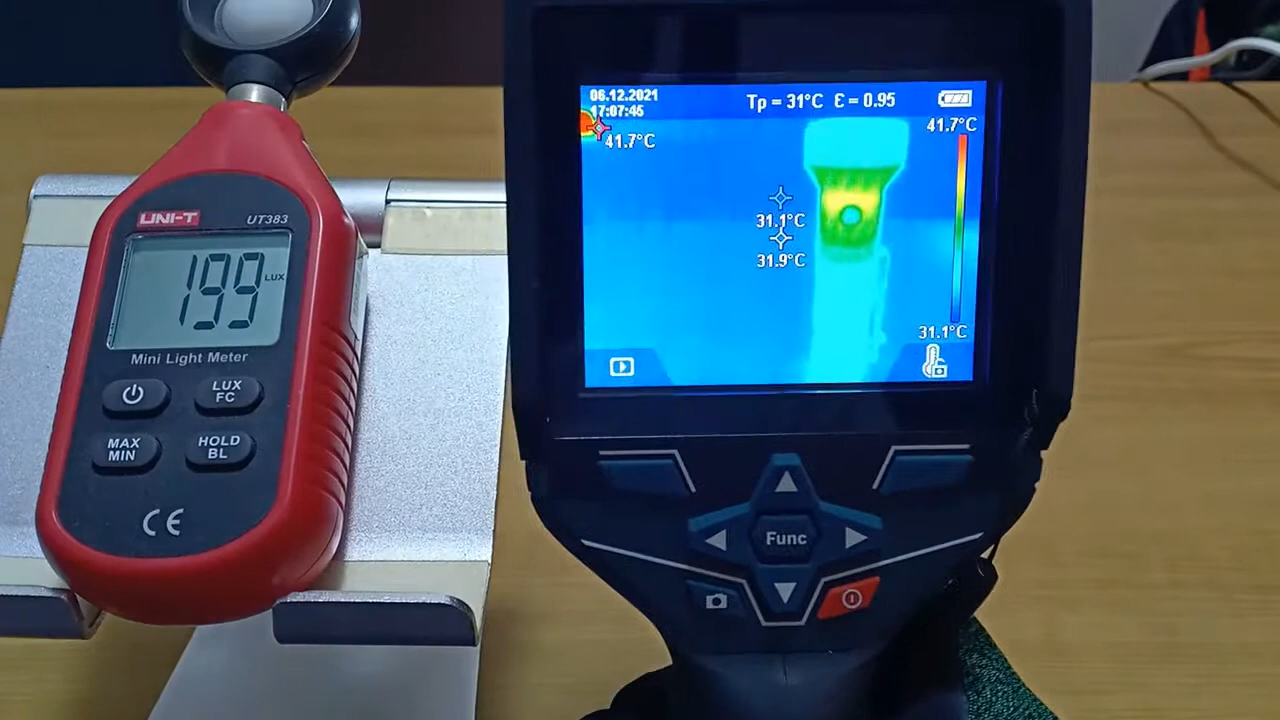 UNI-T
UT383
199 LUX
Mini Light Meter
LUX
FC
MAX
MIN
HOLD
BL
CE
06.12.2021
17:07:45
Tp = 31°C Ɛ = 0.95
41.7°C
41.7°C
31.1°C
31.9°C
31.1°C
Func